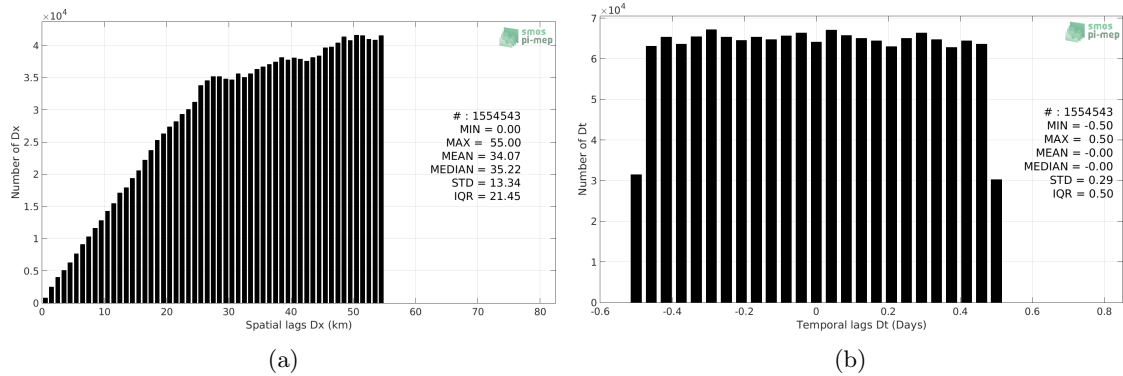 ×10⁴
smos
pi-mep
4
3.5
3
2.5
2
1.5
1
0.5
0
Number of Dx
# : 1554543
MIN = 0.00
MAX = 55.00
MEAN = 34.07
MEDIAN = 35.22
STD = 13.34
IQR = 21.45
0 10 20 30 40 50 60 70 80
Spatial lags Dx (km)
(a)
×10⁴
smos
pi-mep
7
6
5
4
3
2
1
0
Number of Dt
# : 1554543
MIN = -0.50
MAX = 0.50
MEAN = -0.00
MEDIAN = -0.00
STD = 0.29
IQR = 0.50
-0.6 -0.4 -0.2 0 0.2 0.4 0.6 0.8
Temporal lags Dt (Days)
(b)